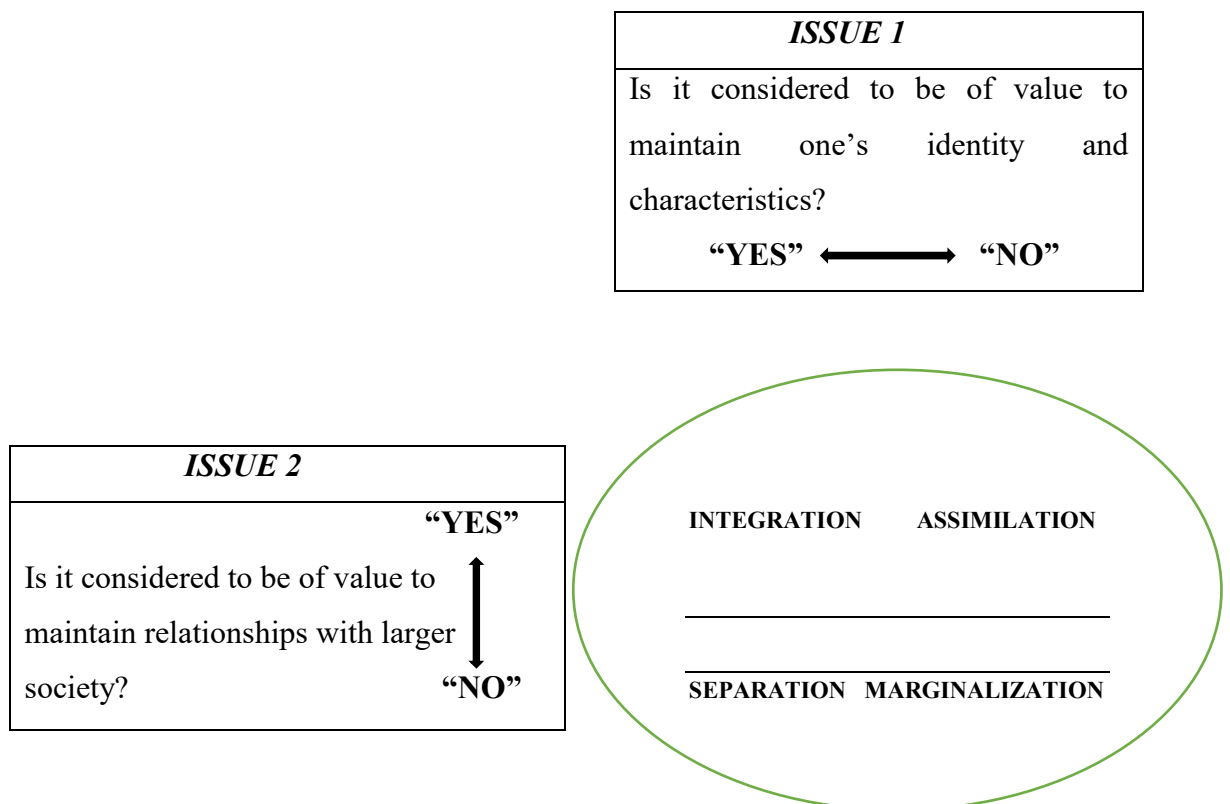 ISSUE 1
Is it considered to be of value to
maintain one’s identity and
characteristics?
“YES” “NO”
ISSUE 2
“YES”
Is it considered to be of value to
maintain relationships with larger
society? “NO”
INTEGRATION ASSIMILATION
SEPARATION MARGINALIZATION